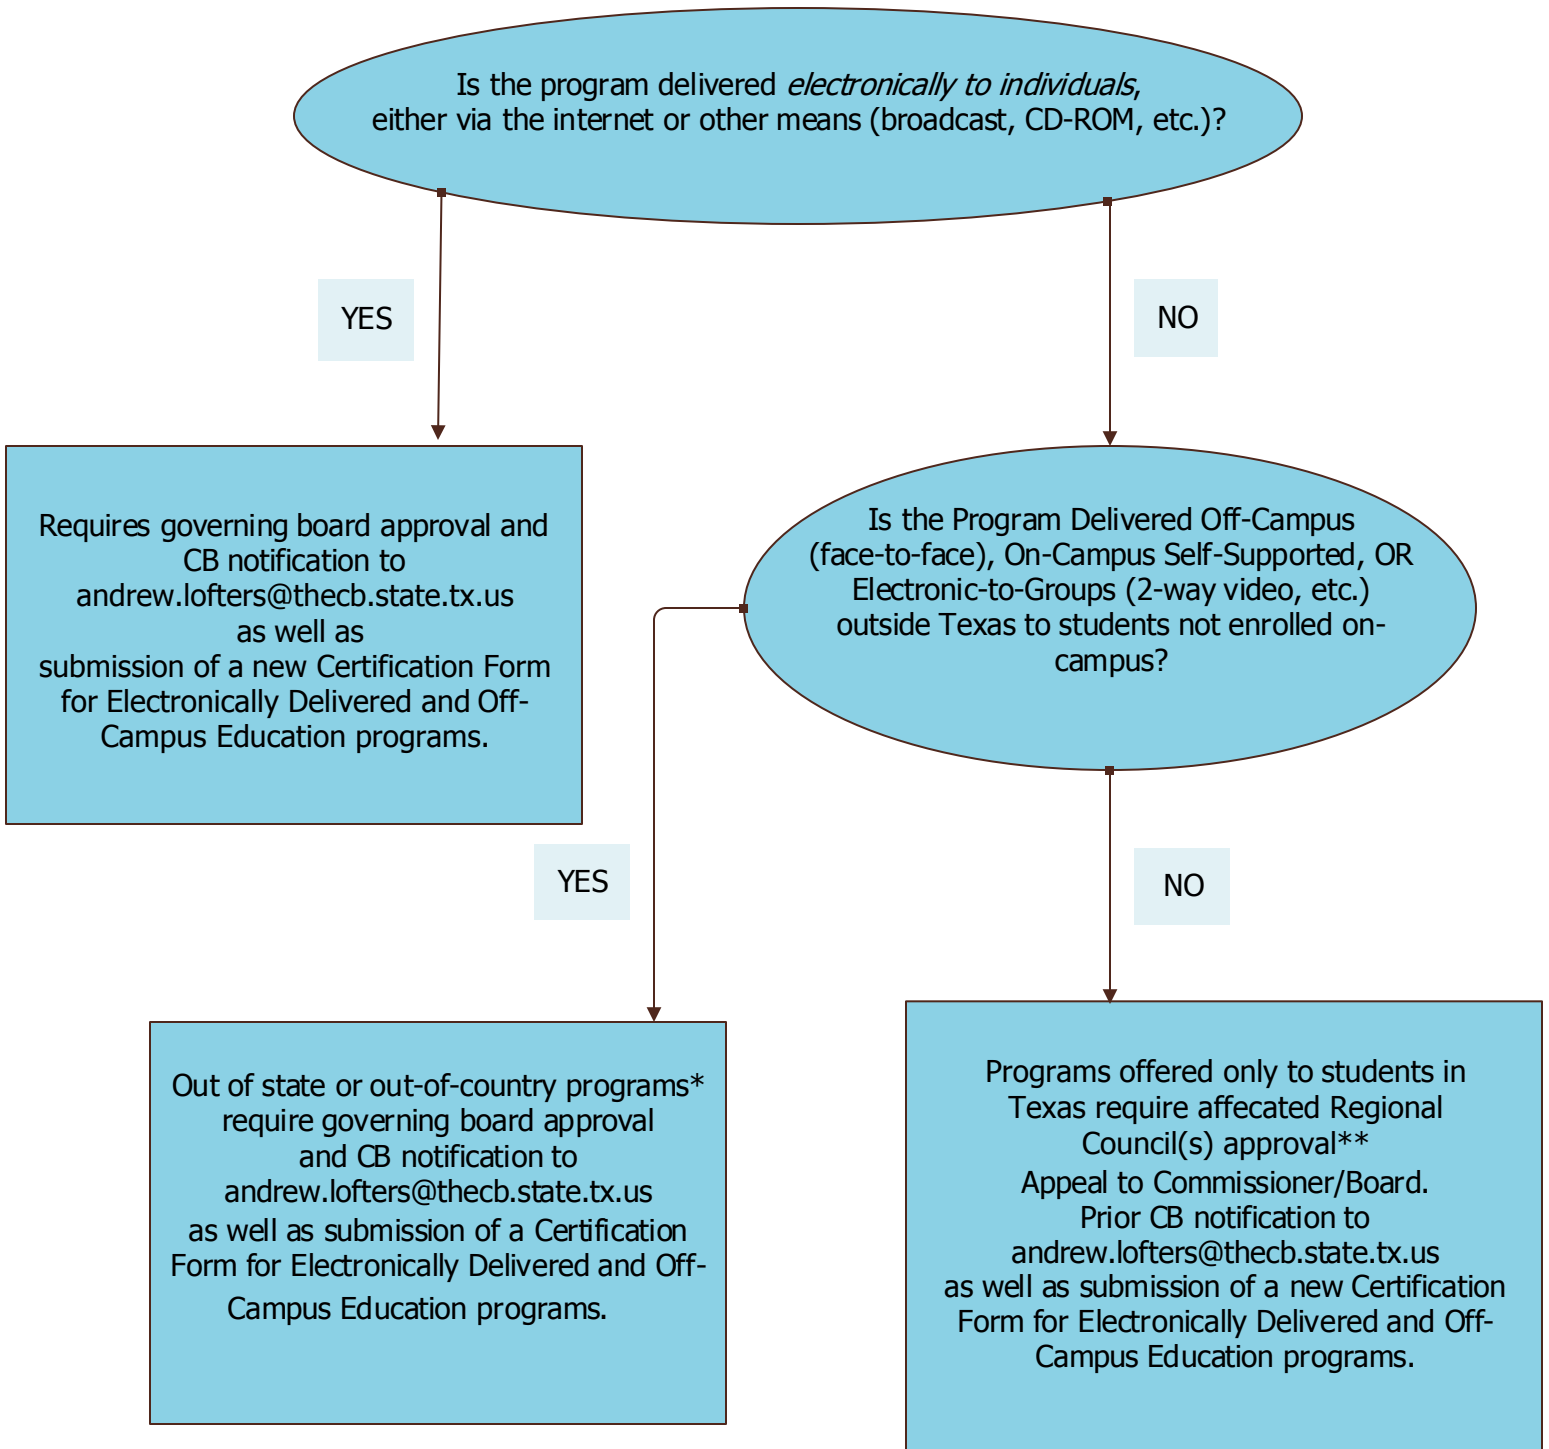 Is the program delivered electronically to individuals,
either via the internet or other means (broadcast, CD-ROM, etc.)?
YES
NO
Requires governing board approval and
CB notification to
andrew.lofters@thecb.state.tx.us
as well as
submission of a new Certification Form
for Electronically Delivered and Off-
Campus Education programs.
Is the Program Delivered Off-Campus
(face-to-face), On-Campus Self-Supported, OR
Electronic-to-Groups (2-way video, etc.)
outside Texas to students not enrolled on-
campus?
YES
NO
Out of state or out-of-country programs*
require governing board approval
and CB notification to
andrew.lofters@thecb.state.tx.us
as well as submission of a Certification
Form for Electronically Delivered and Off-
Campus Education programs.
Programs offered only to students in
Texas require affecated Regional
Council(s) approval**
Appeal to Commissioner/Board.
Prior CB notification to
andrew.lofters@thecb.state.tx.us
as well as submission of a new Certification
Form for Electronically Delivered and Off-
Campus Education programs.